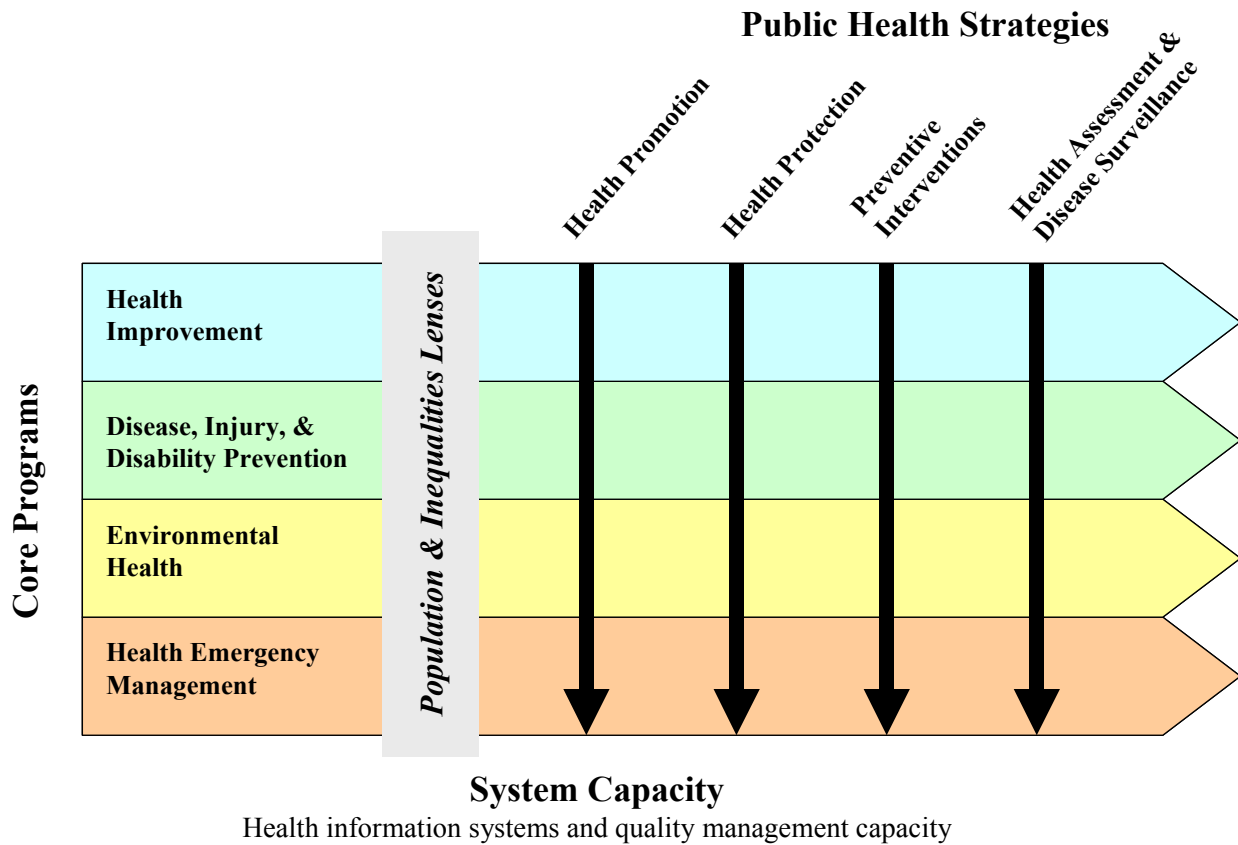 Public Health Strategies
Health Promotion
Health Protection
Preventive
Interventions
Health Assessment &
Disease Surveillance
Core Programs
Health
Improvement
Disease, Injury, &
Disability Prevention
Environmental
Health
Health Emergency
Management
Population & Inequalities Lenses
System Capacity
Health information systems and quality management capacity